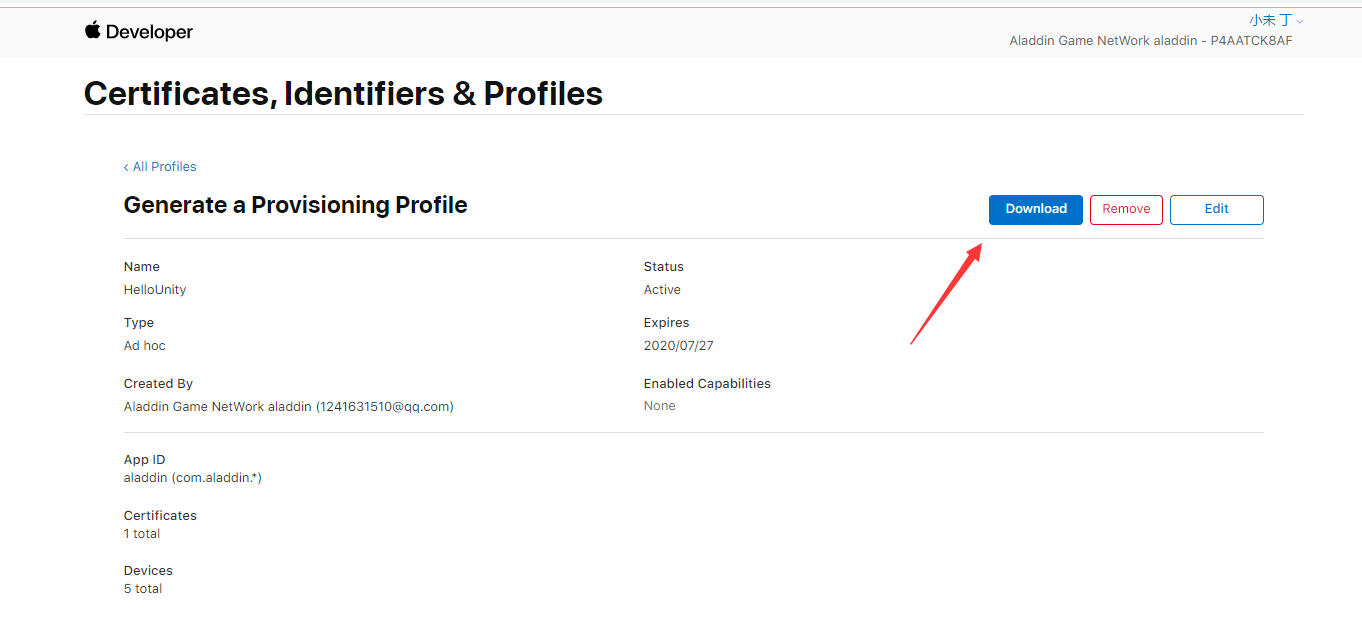 Developer
小未 丁
Aladdin Game NetWork aladdin - P4AATCK8AF
Certificates, Identifiers & Profiles
‹ All Profiles
Generate a Provisioning Profile
Download
Remove
Edit
Name
HelloUnity
Status
Active
Type
Ad hoc
Expires
2020/07/27
Created By
Aladdin Game NetWork aladdin (1241631510@qq.com)
Enabled Capabilities
None
App ID
aladdin (com.aladdin.*)
Certificates
1 total
Devices
5 total